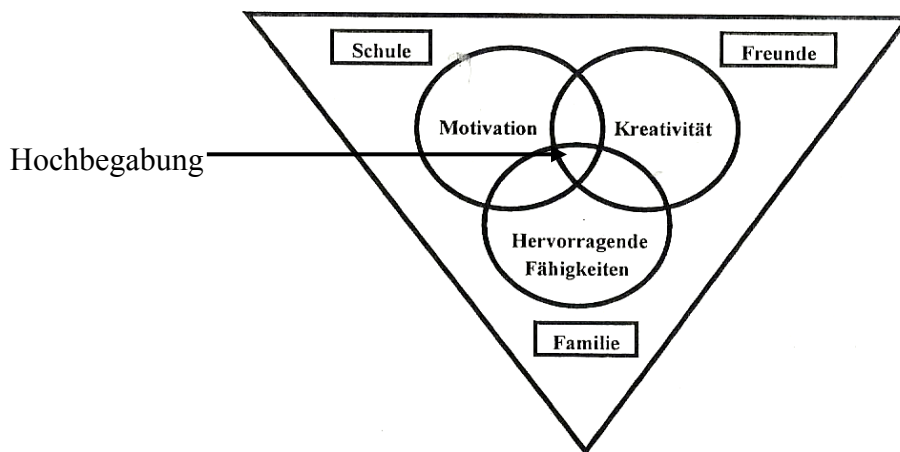 Schule
Freunde
Motivation
Kreativität
Hochbegabung
Hervorragende
Fähigkeiten
Familie